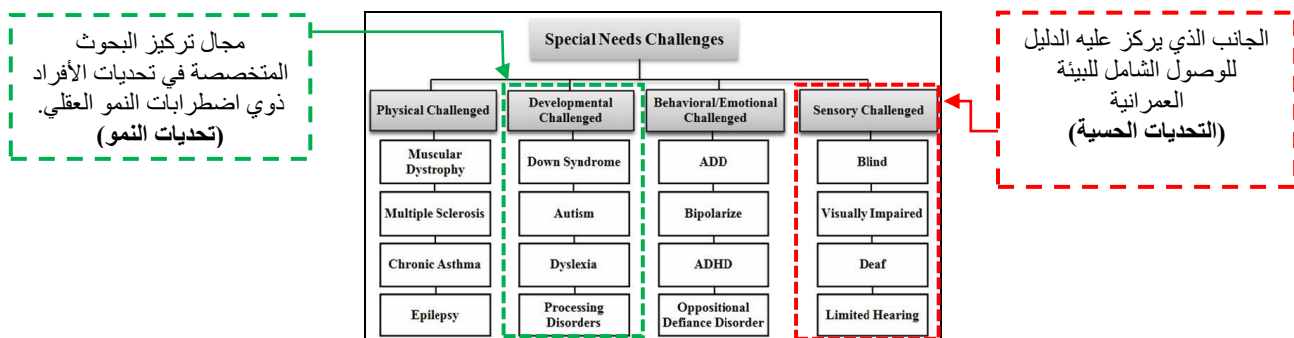 مجال تركيز البحوث
المتخصصة في تحديات الأفراد
ذوي اضطرابات النمو العقلي.
(تحديات النمو)
Special Needs Challenges
Physical Challenged
Muscular
Dystrophy
Multiple Sclerosis
Chronic Asthma
Epilepsy
Developmental
Challenged
Down Syndrome
Autism
Dyslexia
Processing
Disorders
Behavioral/Emotional
Challenged
ADD
Bipolarize
ADHD
Oppositional
Defiance Disorder
Sensory Challenged
Blind
Visually Impaired
Deaf
Limited Hearing
الجانب الذي يركز عليه الدليل
للوصول الشامل للبيئة
العمرانية
(التحديات الحسية)